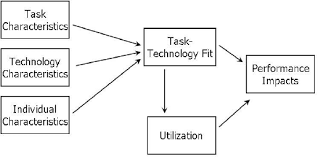 Task
Characteristics
Technology
Characteristics
Individual
Characteristics
Task-
Technology Fit
Utilization
Performance
Impacts